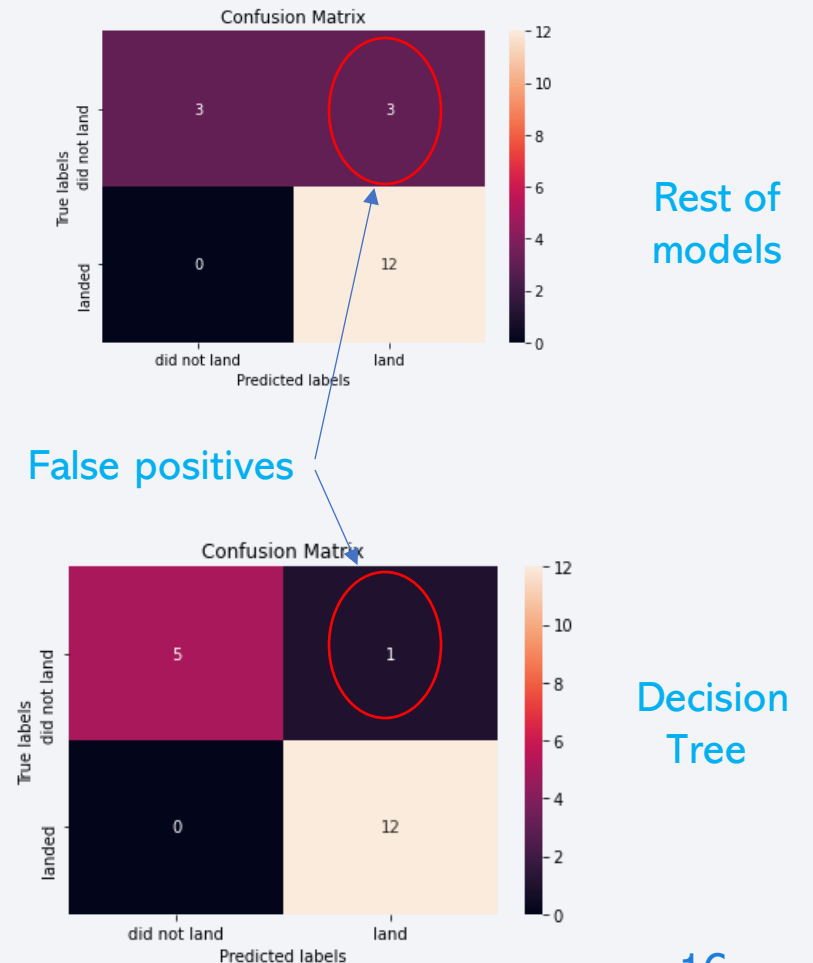 Confusion Matrix
3 3
0 12
did not land
landed
True labels
did not land land
Predicted labels
12
10
8
6
4
2
0
Rest of
models
False positives
Confusion Matrix
5 1
0 12
did not land
landed
True labels
did not land land
Predicted labels
12
10
8
6
4
2
0
Decision
Tree